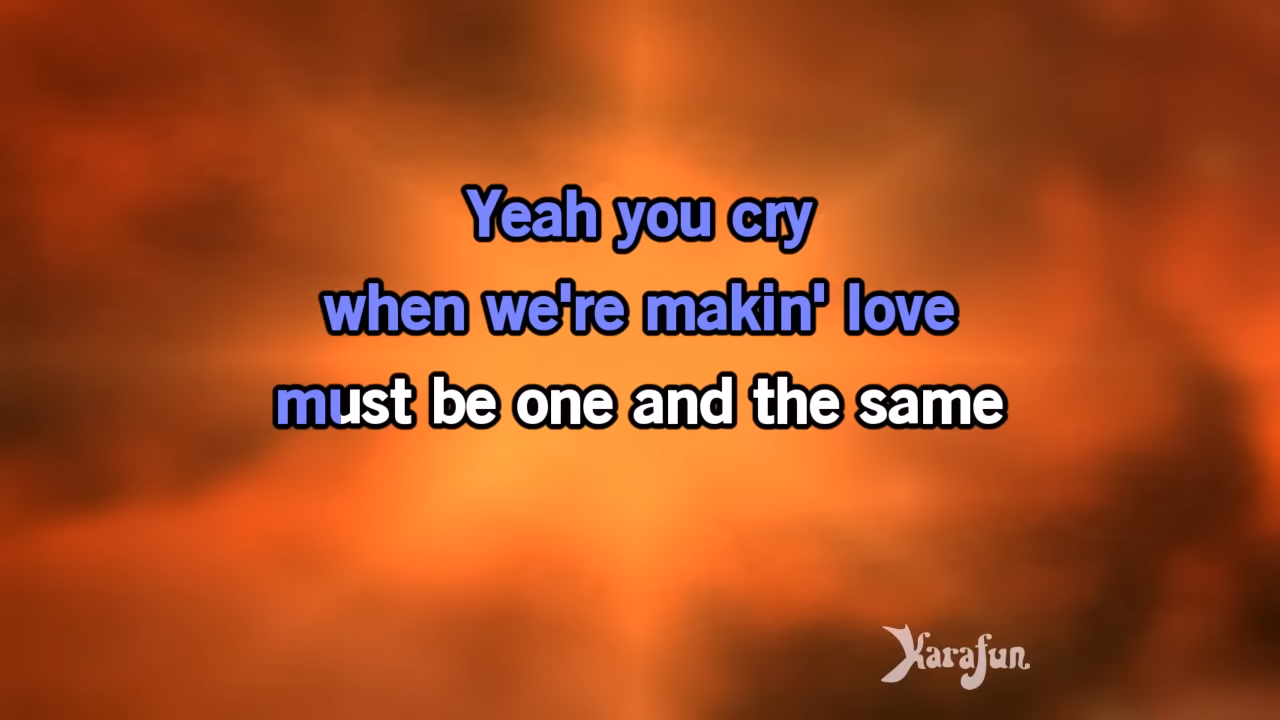 Yeah you cry
when we're makin' love
must be one and the same
Karafun